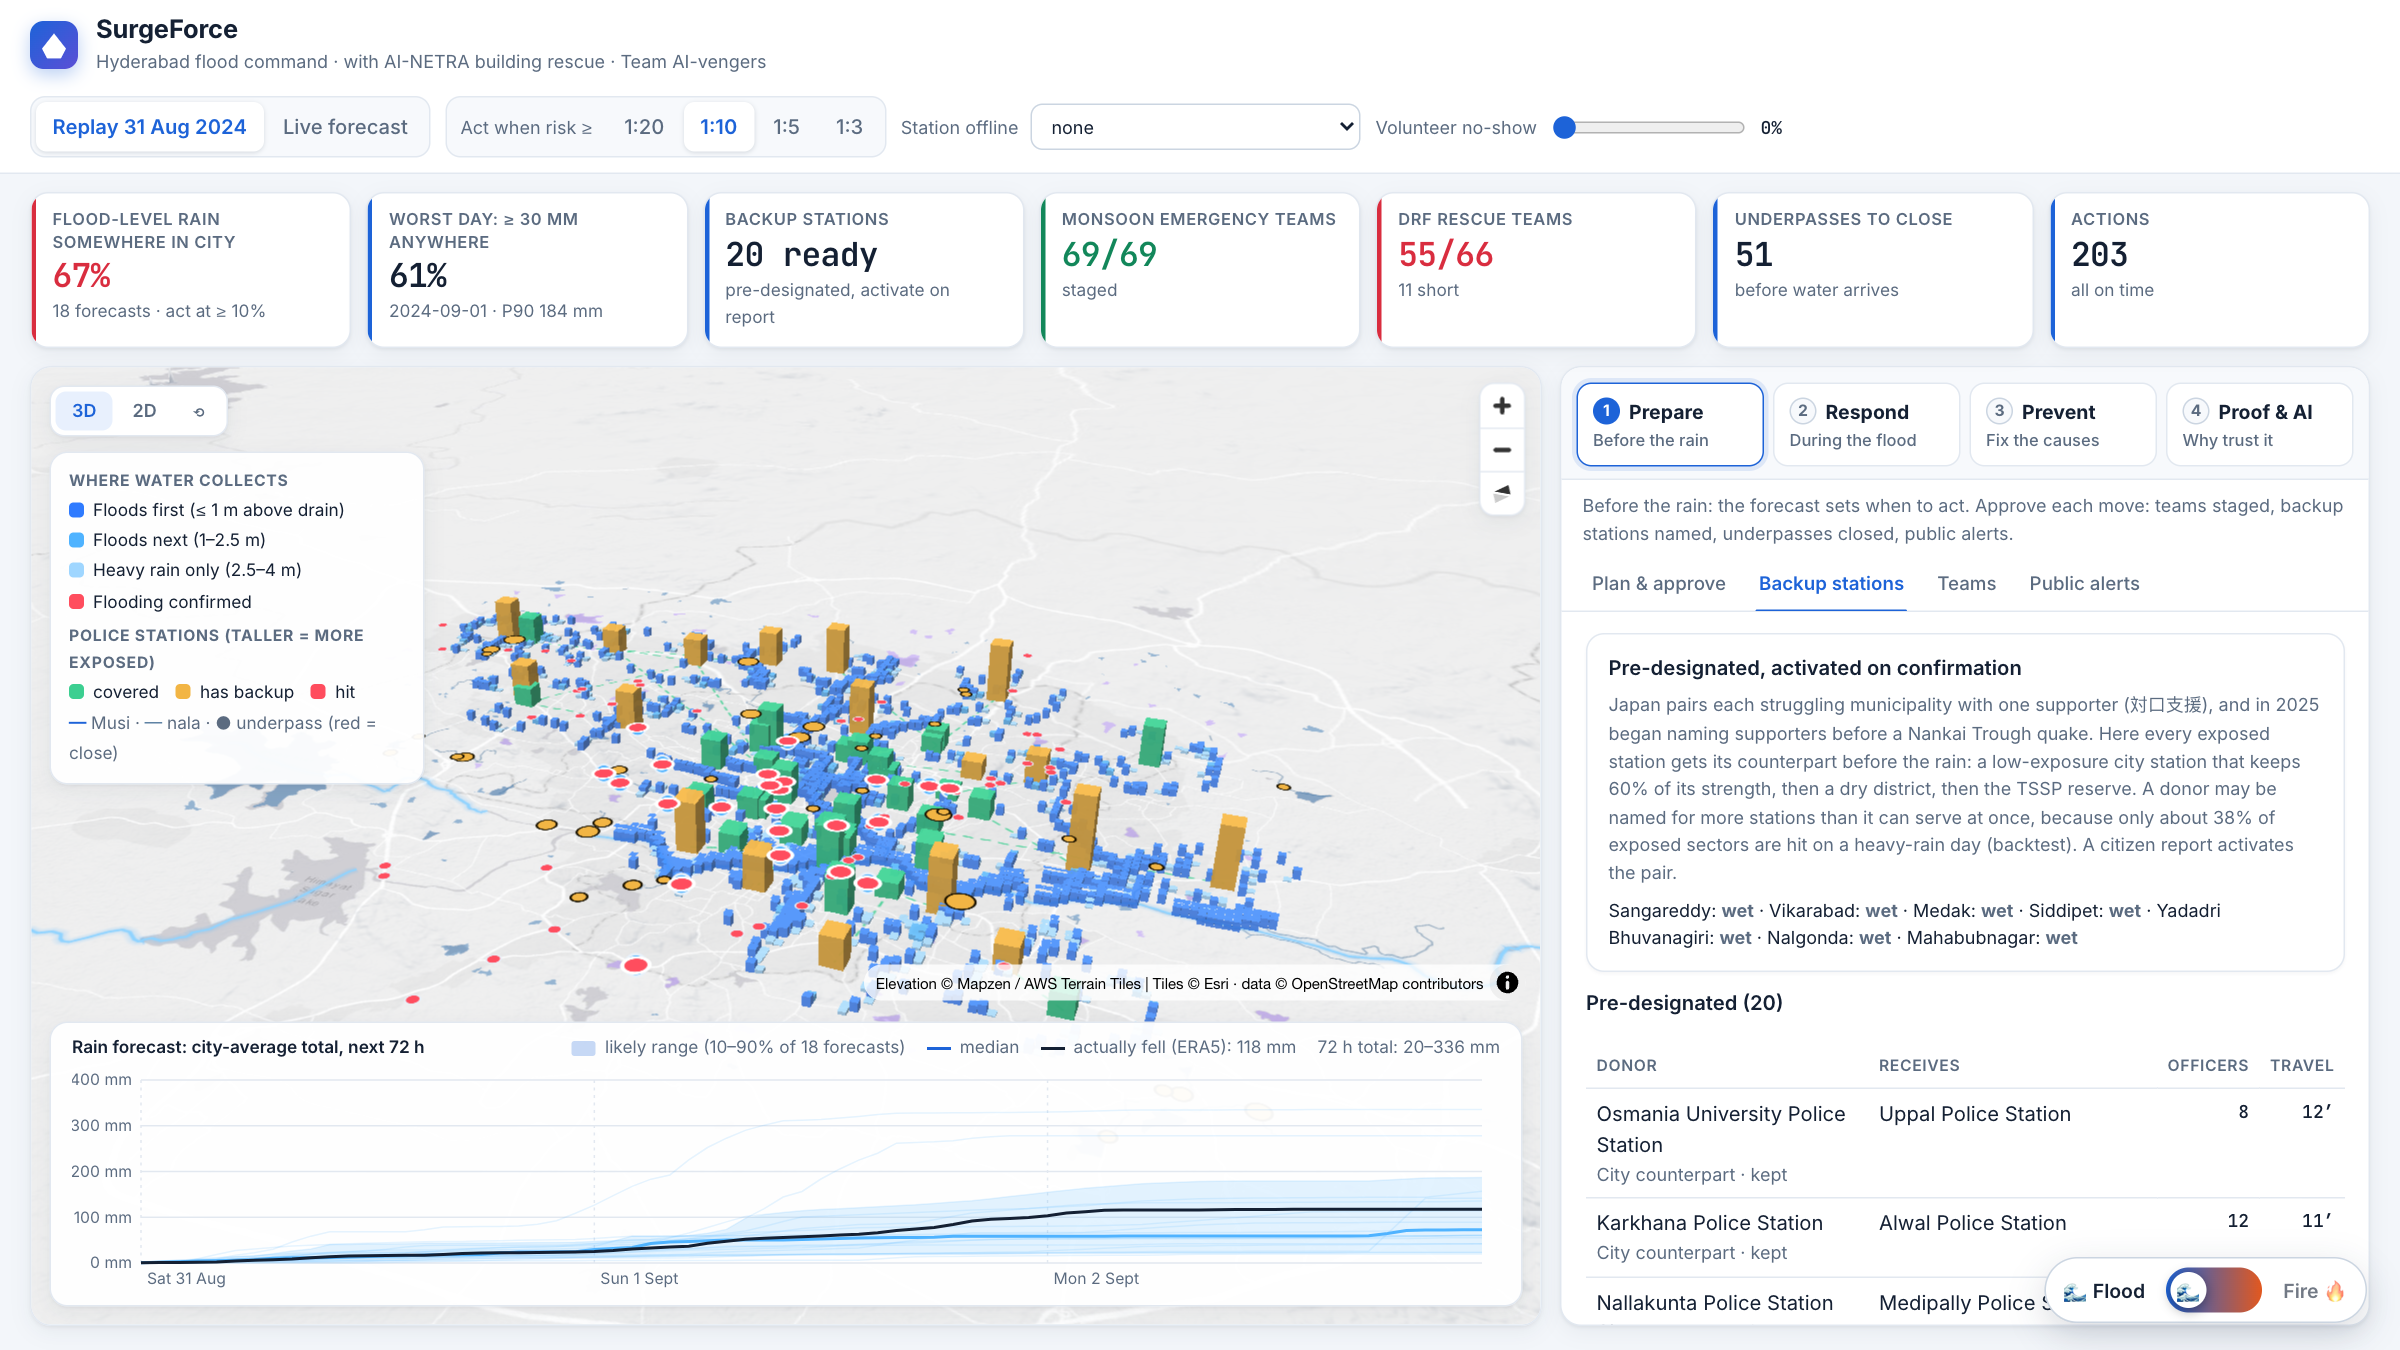 SurgeForce
Hyderabad flood command · with AI-NETRA building rescue · Team AI-vengers
Replay 31 Aug 2024
Live forecast
Act when risk ≥
1:20
1:10
1:5
1:3
Station offline
none
Volunteer no-show
0%
FLOOD-LEVEL RAIN
SOMEWHERE IN CITY
67%
18 forecasts · act at ≥ 10%
WORST DAY: ≥ 30 MM
ANYWHERE
61%
2024-09-01 · P90 184 mm
BACKUP STATIONS
20 ready
pre-designated, activate on
report
MONSOON EMERGENCY TEAMS
69/69
staged
DRF RESCUE TEAMS
55/66
11 short
UNDERPASSES TO CLOSE
51
before water arrives
ACTIONS
203
all on time
3D
2D
WHERE WATER COLLECTS
Floods first (≤ 1 m above drain)
Floods next (1–2.5 m)
Heavy rain only (2.5–4 m)
Flooding confirmed
POLICE STATIONS (TALLER = MORE
EXPOSED)
covered has backup hit
Musi · nala · underpass (red =
close)
Elevation © Mapzen / AWS Terrain Tiles | Tiles © Esri · data © OpenStreetMap contributors
Rain forecast: city-average total, next 72 h
likely range (10–90% of 18 forecasts)
median
actually fell (ERA5): 118 mm
72 h total: 20–336 mm
400 mm
300 mm
200 mm
100 mm
0 mm
Sat 31 Aug
Sun 1 Sept
Mon 2 Sept
1 Prepare
Before the rain
2 Respond
During the flood
3 Prevent
Fix the causes
4 Proof & AI
Why trust it
Before the rain: the forecast sets when to act. Approve each move: teams staged, backup
stations named, underpasses closed, public alerts.
Plan & approve
Backup stations
Teams
Public alerts
Pre-designated, activated on confirmation
Japan pairs each struggling municipality with one supporter (対口支援), and in 2025
began naming supporters before a Nankai Trough quake. Here every exposed
station gets its counterpart before the rain: a low-exposure city station that keeps
60% of its strength, then a dry district, then the TSSP reserve. A donor may be
named for more stations than it can serve at once, because only about 38% of
exposed sectors are hit on a heavy-rain day (backtest). A citizen report activates
the pair.
Sangareddy: wet · Vikarabad: wet · Medak: wet · Siddipet: wet · Yadadri
Bhuvanagiri: wet · Nalgonda: wet · Mahabubnagar: wet
Pre-designated (20)
DONOR RECEIVES OFFICERS TRAVEL
Osmania University Police Uppal Police Station 8 12′
Station
City counterpart · kept
Karkhana Police Station Alwal Police Station 12 11′
City counterpart · kept
Nallakunta Police Station Medipally Police S
Flood
Fire